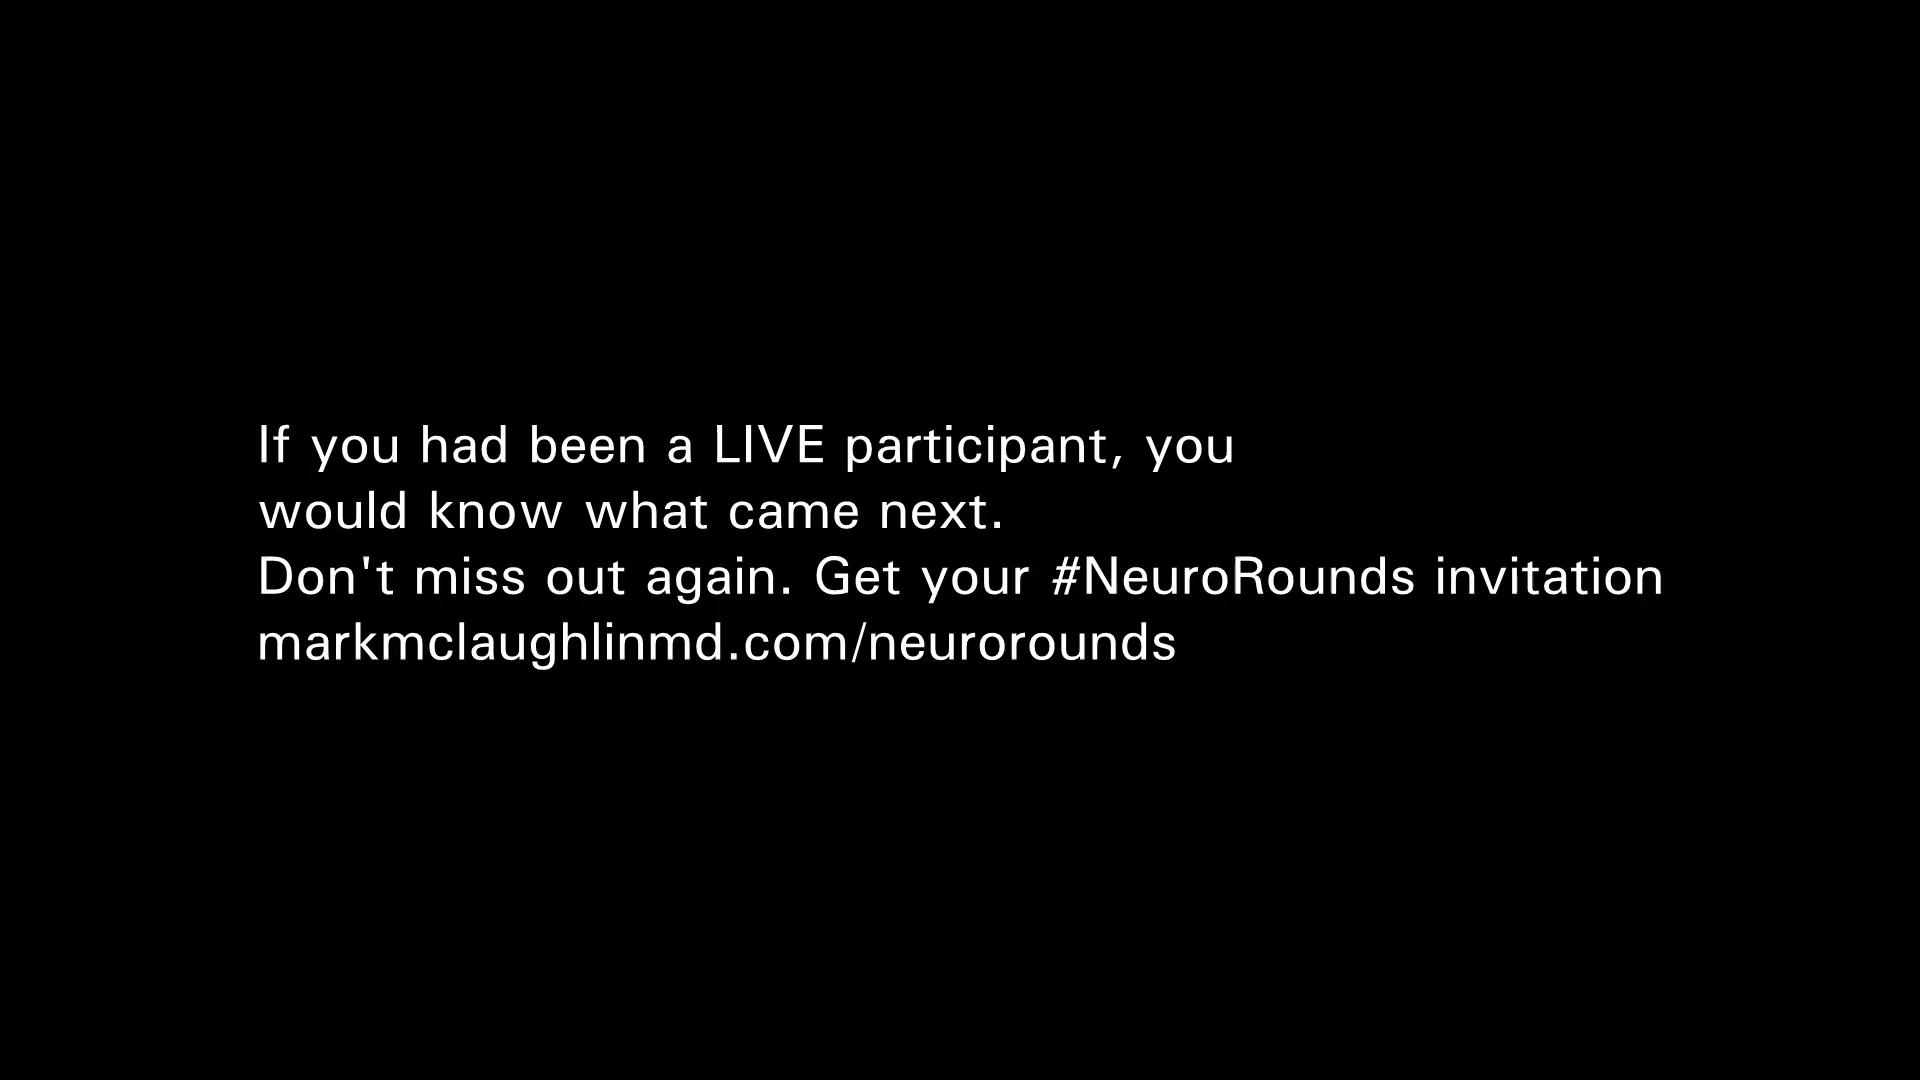 If you had been a LIVE participant, you
would know what came next.
Don't miss out again. Get your #NeuroRounds invitation
markmclaughlinmd.com/neurorounds